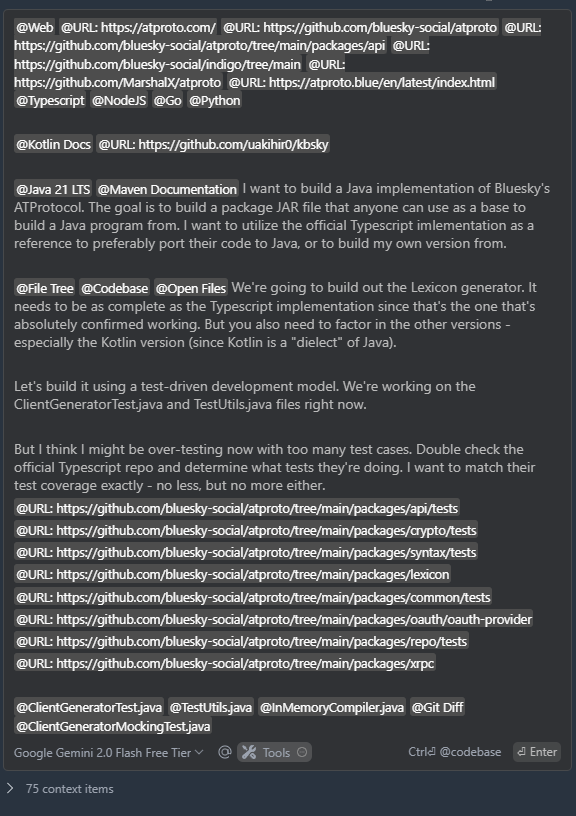 @Web @URL: https://atproto.com/ @URL: https://github.com/bluesky-social/atproto @URL:
https://github.com/bluesky-social/atproto/tree/main/packages/api @URL:
https://github.com/bluesky-social/indigo/tree/main @URL:
https://github.com/MarshalX/atproto @URL: https://atproto.blue/en/latest/index.html
@Typescript @NodeJS @Go @Python
@Kotlin Docs @URL: https://github.com/uakihir0/kbsky
@Java 21 LTS @Maven Documentation I want to build a Java implementation of Bluesky's
ATProtocol. The goal is to build a package JAR file that anyone can use as a base to
build a Java program from. I want to utilize the official Typescript imlementation as a
reference to preferably port their code to Java, or to build my own version from.
@File Tree @Codebase @Open Files We're going to build out the Lexicon generator. It
needs to be as complete as the Typescript implementation since that's the one that's
absolutely confirmed working. But you also need to factor in the other versions -
especially the Kotlin version (since Kotlin is a "dielect" of Java).
Let's build it using a test-driven development model. We're working on the
ClientGeneratorTest.java and TestUtils.java files right now.
But I think I might be over-testing now with too many test cases. Double check the
official Typescript repo and determine what tests they're doing. I want to match their
test coverage exactly - no less, but no more either.
@URL: https://github.com/bluesky-social/atproto/tree/main/packages/api/tests
@URL: https://github.com/bluesky-social/atproto/tree/main/packages/crypto/tests
@URL: https://github.com/bluesky-social/atproto/tree/main/packages/syntax/tests
@URL: https://github.com/bluesky-social/atproto/tree/main/packages/lexicon
@URL: https://github.com/bluesky-social/atproto/tree/main/packages/common/tests
@URL: https://github.com/bluesky-social/atproto/tree/main/packages/oauth/oauth-provider
@URL: https://github.com/bluesky-social/atproto/tree/main/packages/repo/tests
@URL: https://github.com/bluesky-social/atproto/tree/main/packages/xrpc
@ClientGeneratorTest.java @TestUtils.java @InMemoryCompiler.java @Git Diff
@ClientGeneratorMockingTest.java
Google Gemini 2.0 Flash Free Tier @ Tools Ctrl⏎ @codebase ⏎ Enter
75 context items